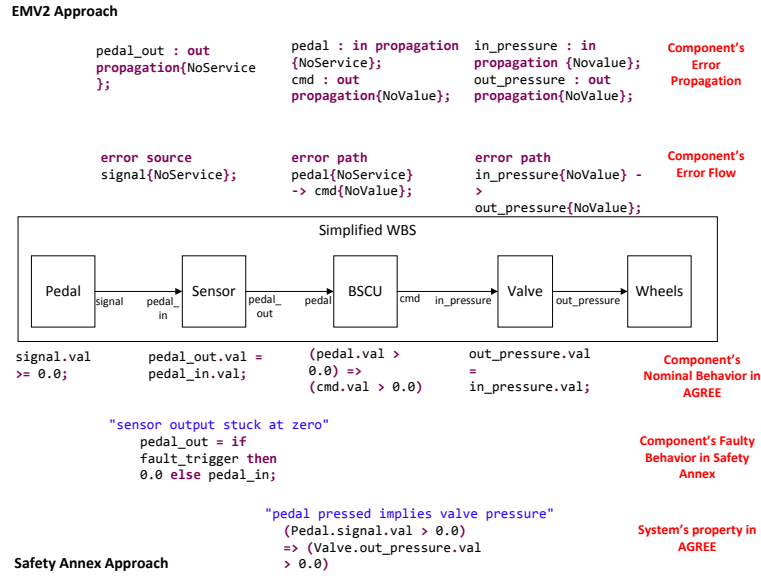 EMV2 Approach
pedal_out : out
propagation{NoService
};
pedal : in propagation
{NoService};
cmd : out
propagation{NoValue};
in_pressure : in
propagation {Novalue};
out_pressure : out
propagation{NoValue};
Component's
Error
Propagation
error source
signal{NoService};
error path
pedal{NoService}
-> cmd{NoValue};
error path
in_pressure{NoValue} -
>
out_pressure{NoValue};
Component's
Error Flow
Simplified WBS
Pedal
signal
pedal_
in
Sensor
pedal_
out
pedal
BSCU
cmd
in_pressure
Valve
out_pressure
Wheels
signal.val
>= 0.0;
pedal_out.val =
pedal_in.val;
(pedal.val >
0.0) =>
(cmd.val > 0.0)
out_pressure.val
=
in_pressure.val;
Component's
Nominal Behavior in
AGREE
"sensor output stuck at zero"
pedal_out = if
fault_trigger then
0.0 else pedal_in;
Component's Faulty
Behavior in Safety
Annex
"pedal pressed implies valve pressure"
(Pedal.signal.val > 0.0)
=> (Valve.out_pressure.val
> 0.0)
System's property in
AGREE
Safety Annex Approach